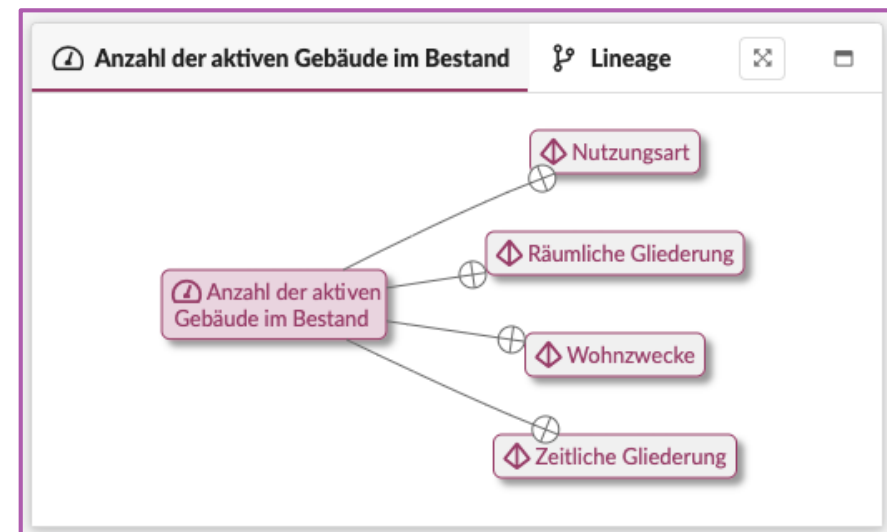 Anzahl der aktiven Gebäude im Bestand
Lineage
Nutzungsart
Räumliche Gliederung
Anzahl der aktiven
Gebäude im Bestand
Wohnzwecke
Zeitliche Gliederung